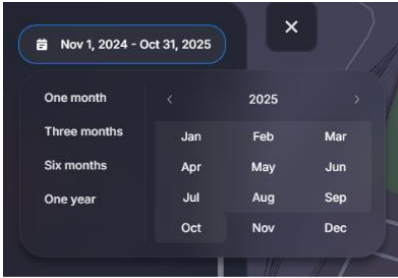 Nov 1, 2024 - Oct 31, 2025
One month
Three months
Six months
One year
2025
Jan Feb Mar
Apr May Jun
Jul Aug Sep
Oct Nov Dec